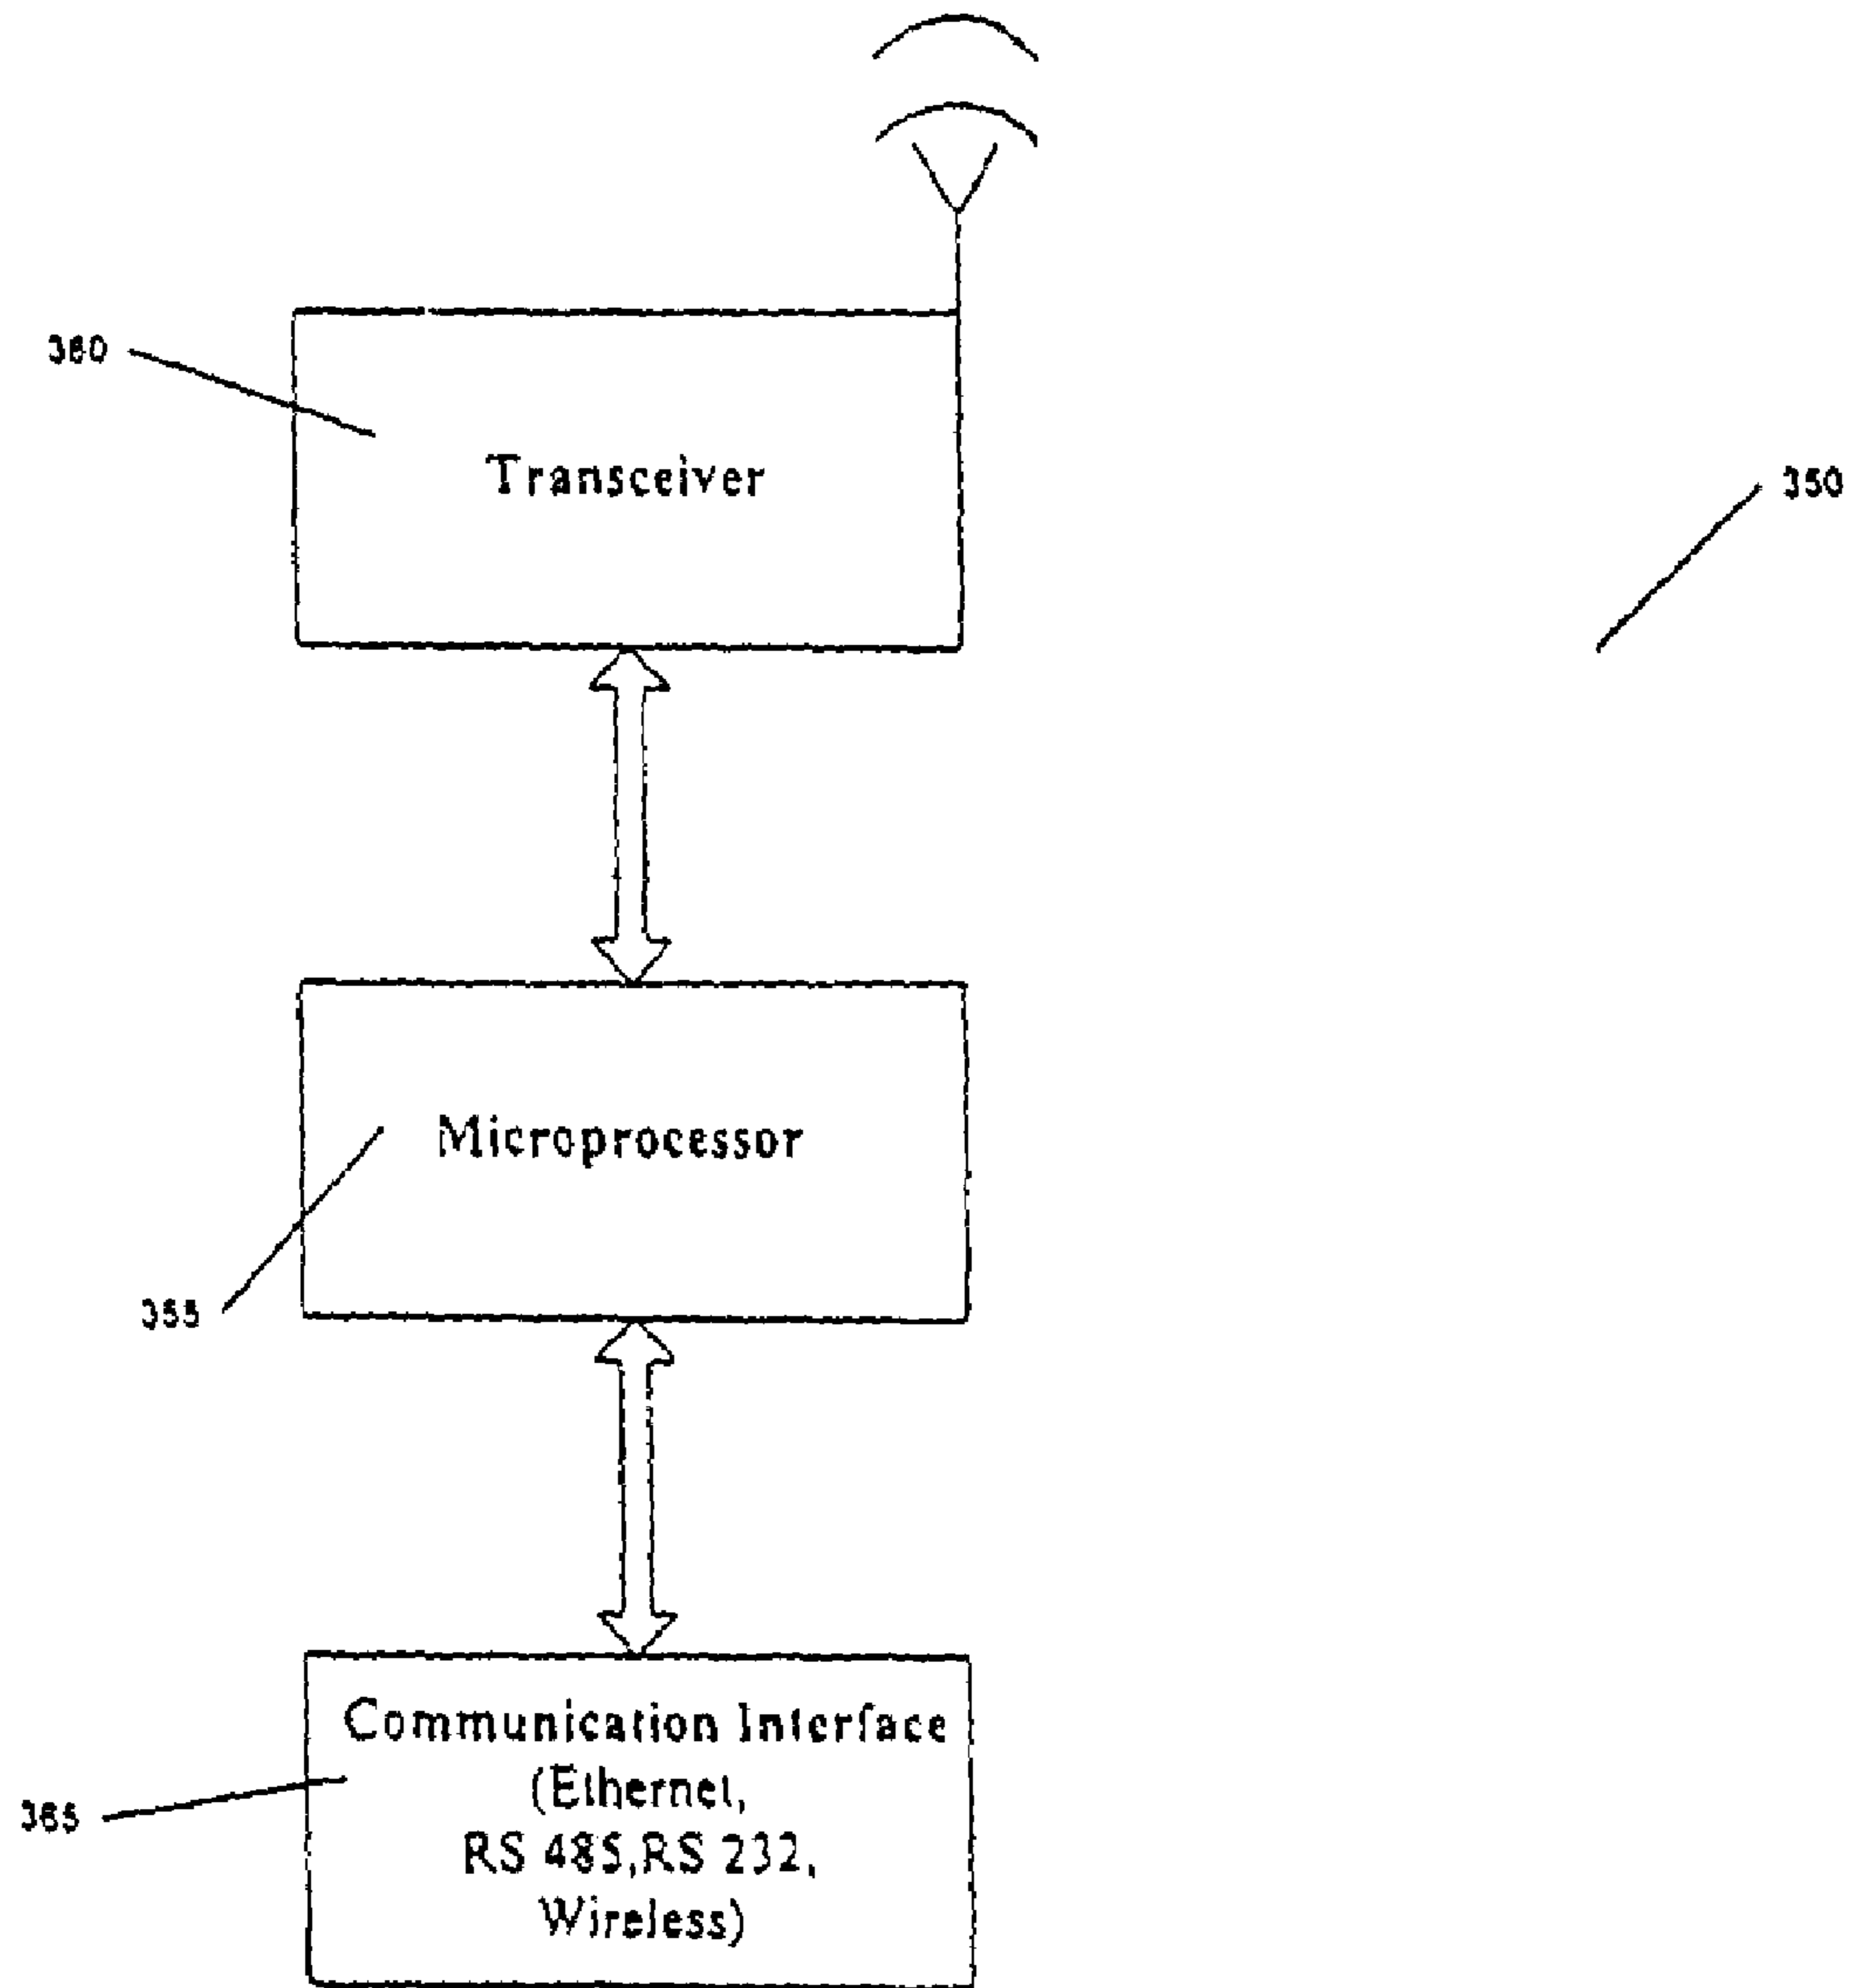 360
Transceiver
350
Microprocessor
355
Communication Interface
(Ethernet,
365
RS 485,RS 232,
Wireless)